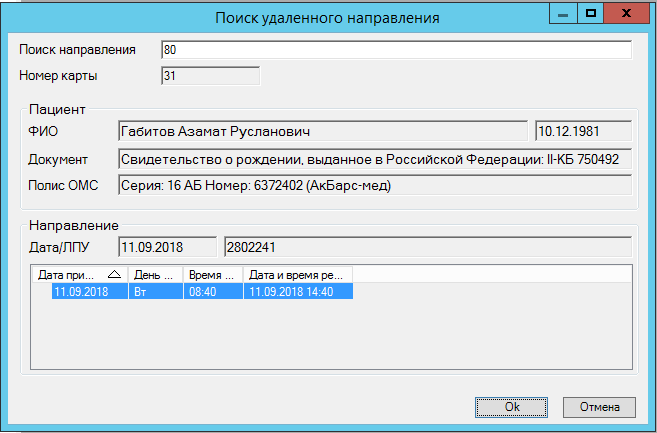 Поиск удаленного направления
Поиск направления 80
Номер карты 31
Пациент
ФИО Габитов Азамат Русланович 10.12.1981
Документ Свидетельство о рождении, выданное в Российской Федерации: II-КБ 750492
Полис ОМС Серия: 16 АБ Номер: 6372402 (АкБарс-мед)
Направление
Дата/ЛПУ 11.09.2018 2802241
Дата при... День ... Время ... Дата и время ре...
11.09.2018 Вт 08:40 11.09.2018 14:40
Ok Отмена